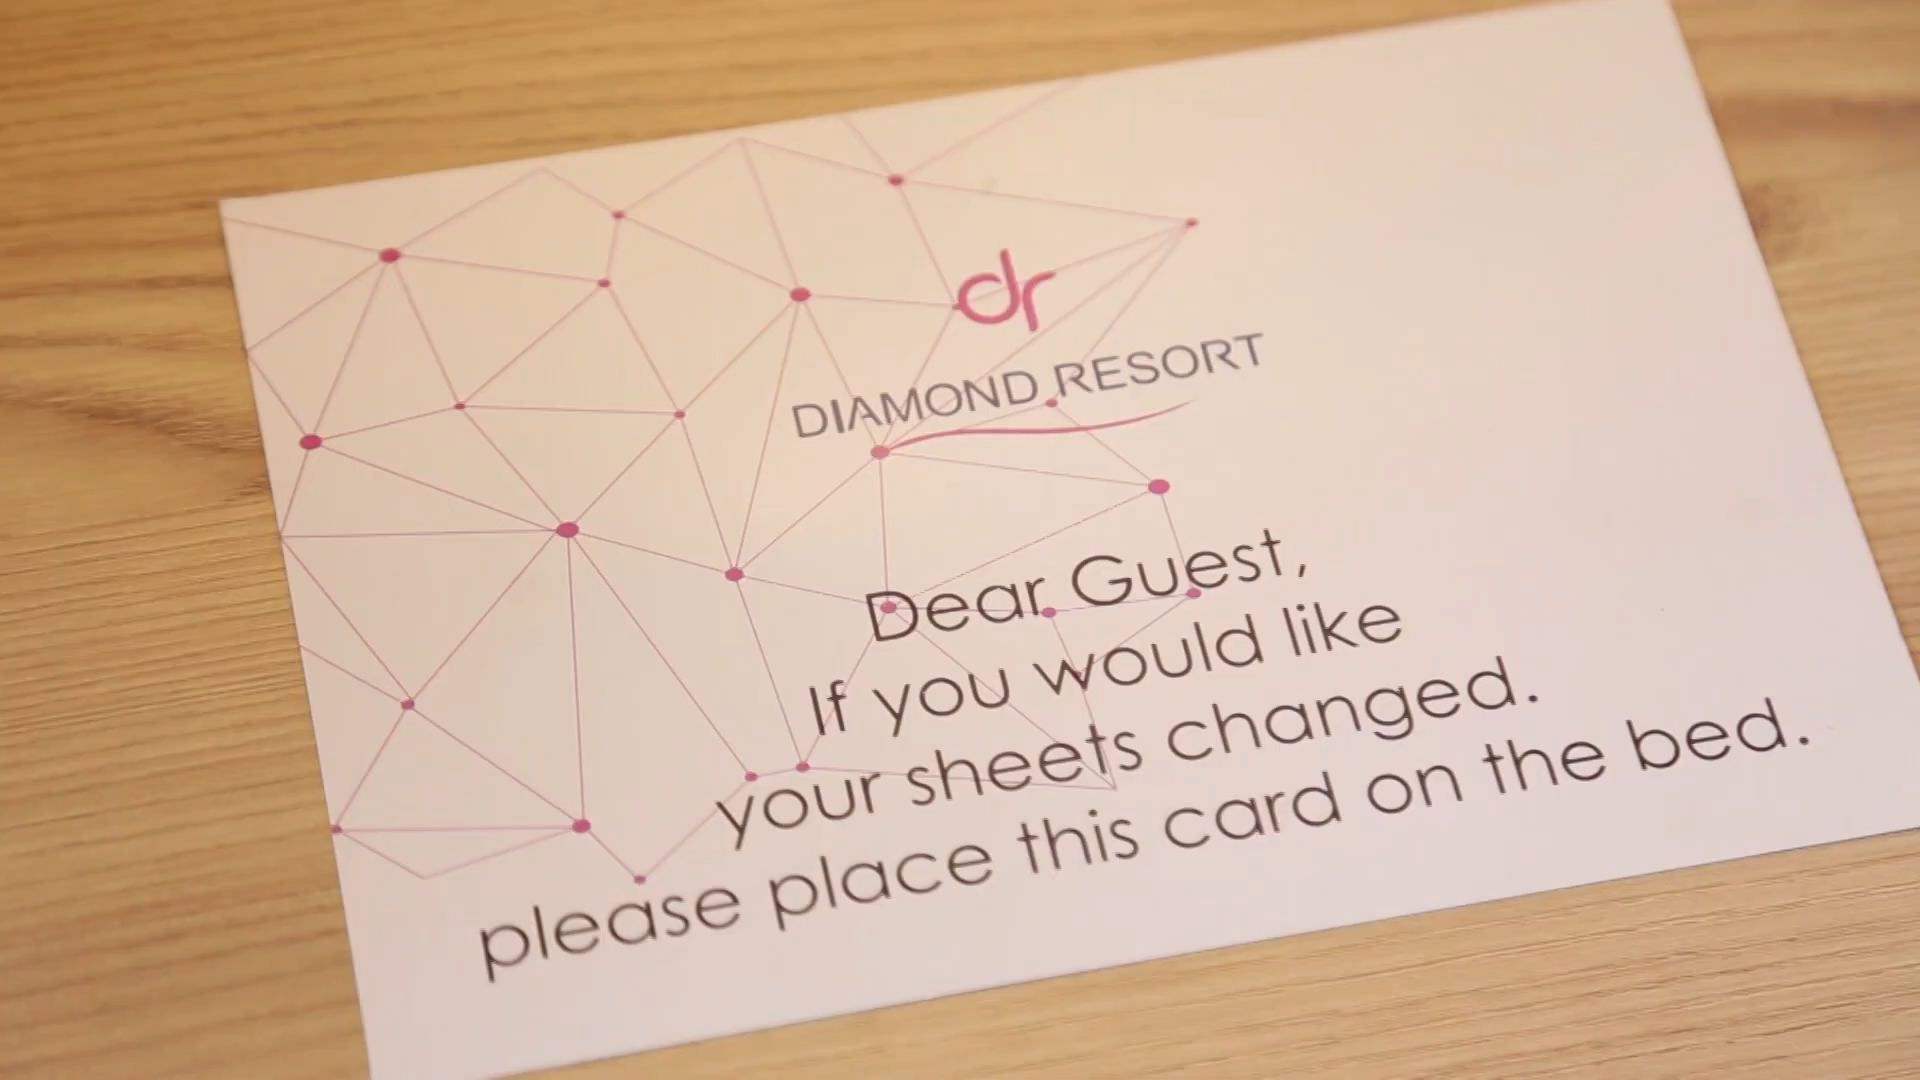 dr
DIAMOND RESORT
Dear Guest,
If you would like
your sheets changed.
please place this card on the bed.